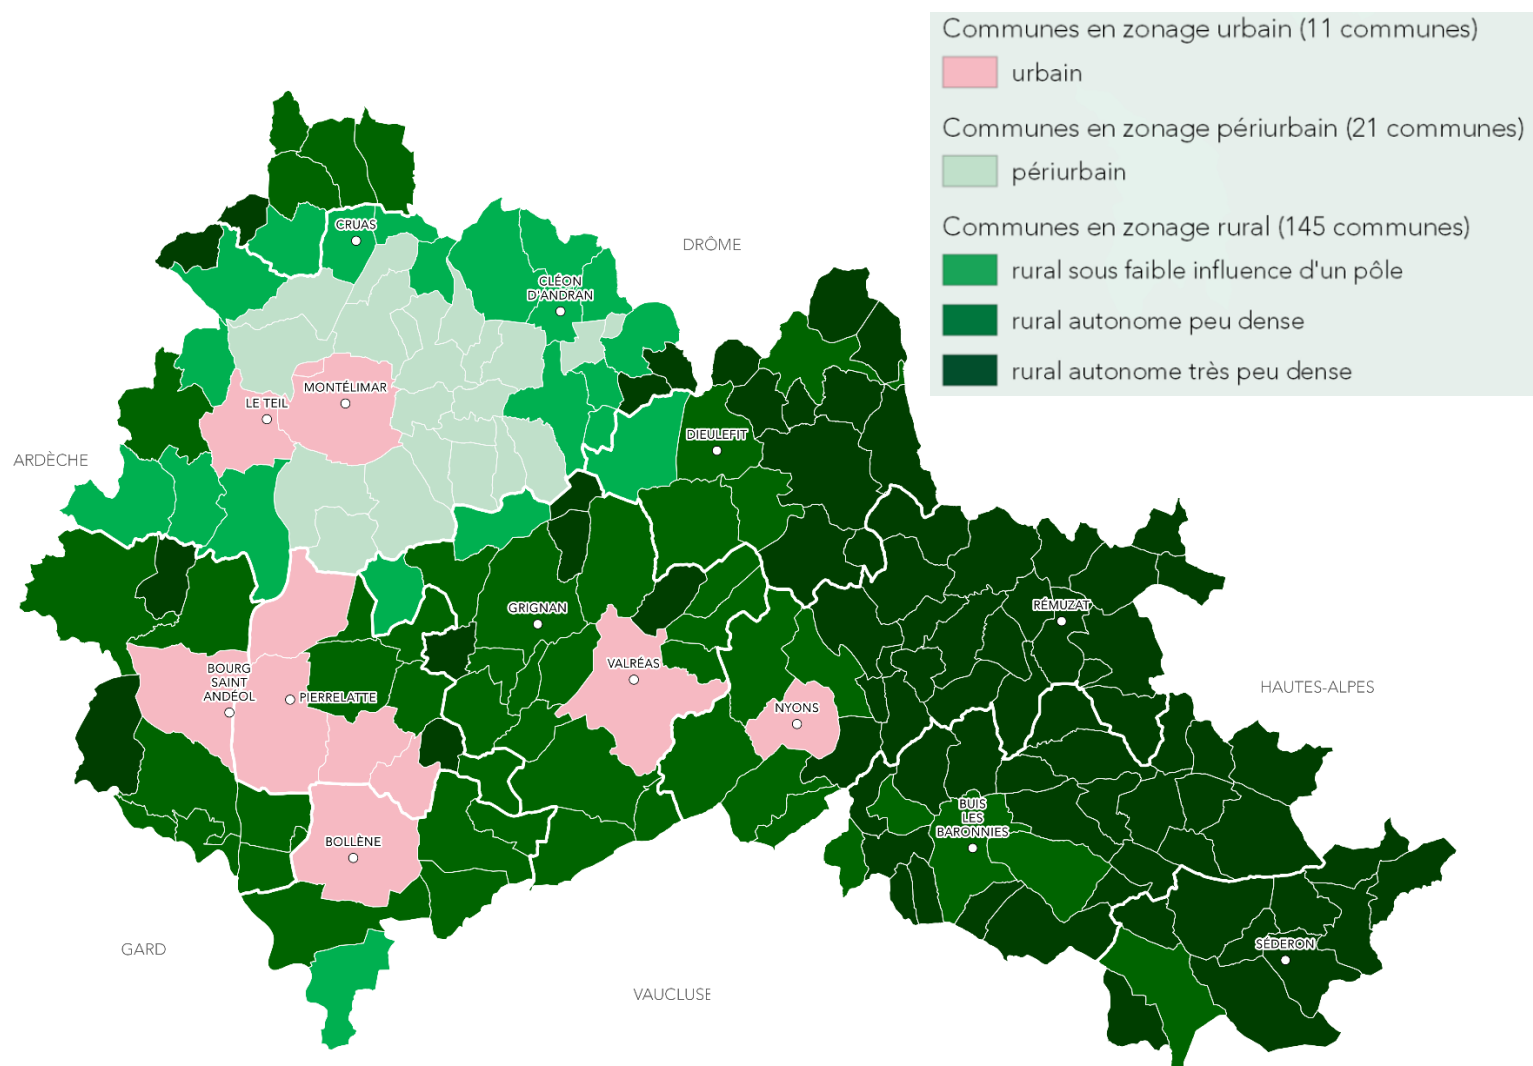 Communes en zonage urbain (11 communes)
urbain
Communes en zonage périurbain (21 communes)
périurbain
Communes en zonage rural (145 communes)
rural sous faible influence d'un pôle
rural autonome peu dense
rural autonome très peu dense
CRUAS
DRÔME
CLÉON
D'ANDRAN
MONTÉLIMAR
LE TEIL
DIEULEFIT
ARDÈCHE
GRIGNAN
RÉMUZAT
VALRÉAS
BOURG
SAINT
ANDÉOL
PIERRELATTE
HAUTES-ALPES
NYONS
BUIS
LES
BARONNIES
BOLLÈNE
SÉDERON
GARD
VAUCLUSE